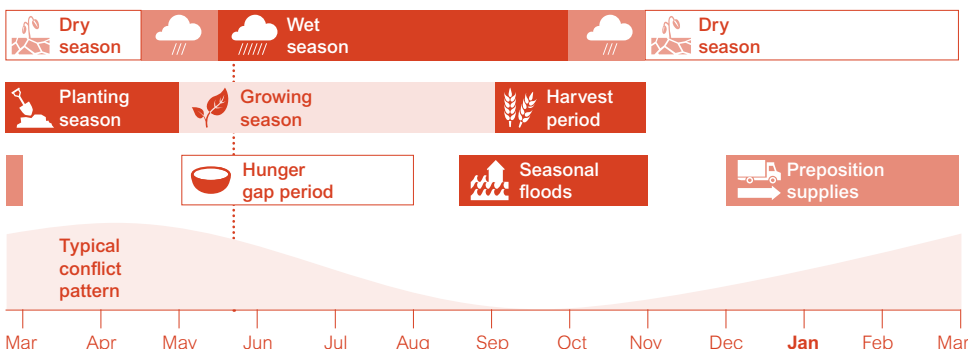 Dry
season
Wet
season
Dry
season
Planting
season
Growing
season
Harvest
period
Hunger
gap period
Seasonal
floods
Preposition
supplies
Typical
conflict
pattern
Mar Apr May Jun Jul Aug Sep Oct Nov Dec Jan Feb Mar